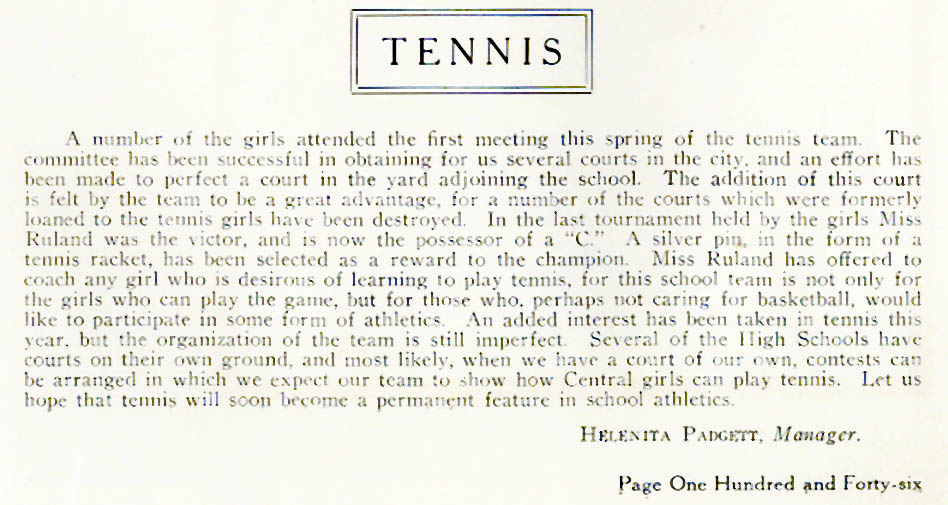 TENNIS
A number of the girls attended the first meeting this spring of the tennis team. The
committee has been successful in obtaining for us several courts in the city, and an effort has
been made to perfect a court in the yard adjoining the school. The addition of this court
is felt by the team to be a great advantage, for a number of the courts which were formerly
loaned to the tennis girls have been destroyed. In the last tournament held by the girls Miss
Ruland was the victor, and is now the possessor of a "C." A silver pin, in the form of a
tennis racket, has been selected as a reward to the champion. Miss Ruland has offered to
coach any girl who is desirous of learning to play tennis, for this school team is not only for
the girls who can play the game, but for those who, perhaps not caring for basketball, would
like to participate in some form of athletics. An added interest has been taken in tennis this
year, but the organization of the team is still imperfect. Several of the High Schools have
courts on their own ground, and most likely, when we have a court of our own, contests can
be arranged in which we expect our team to show how Central girls can play tennis. Let us
hope that tennis will soon become a permanent feature in school athletics.
HELENITA PADGETT, Manager.
Page One Hundred and Forty-six